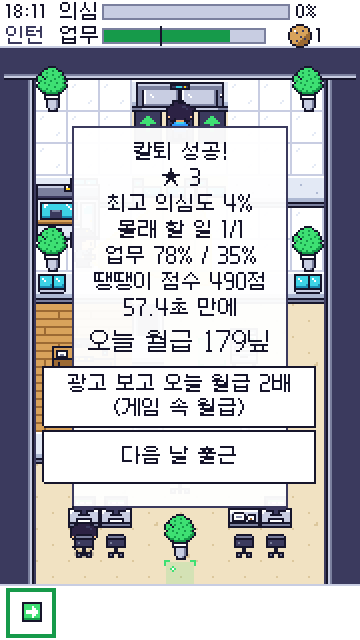 18:11 의심 0%
인턴 업무 1
칼퇴 성공!
★ 3
최고 의심도 4%
몰래 할 일 1/1
업무 78% / 35%
땡땡이 점수 490점
57.4초 만에
오늘 월급 179닢
광고 보고 오늘 월급 2배
(게임 속 월급)
다음 날 출근